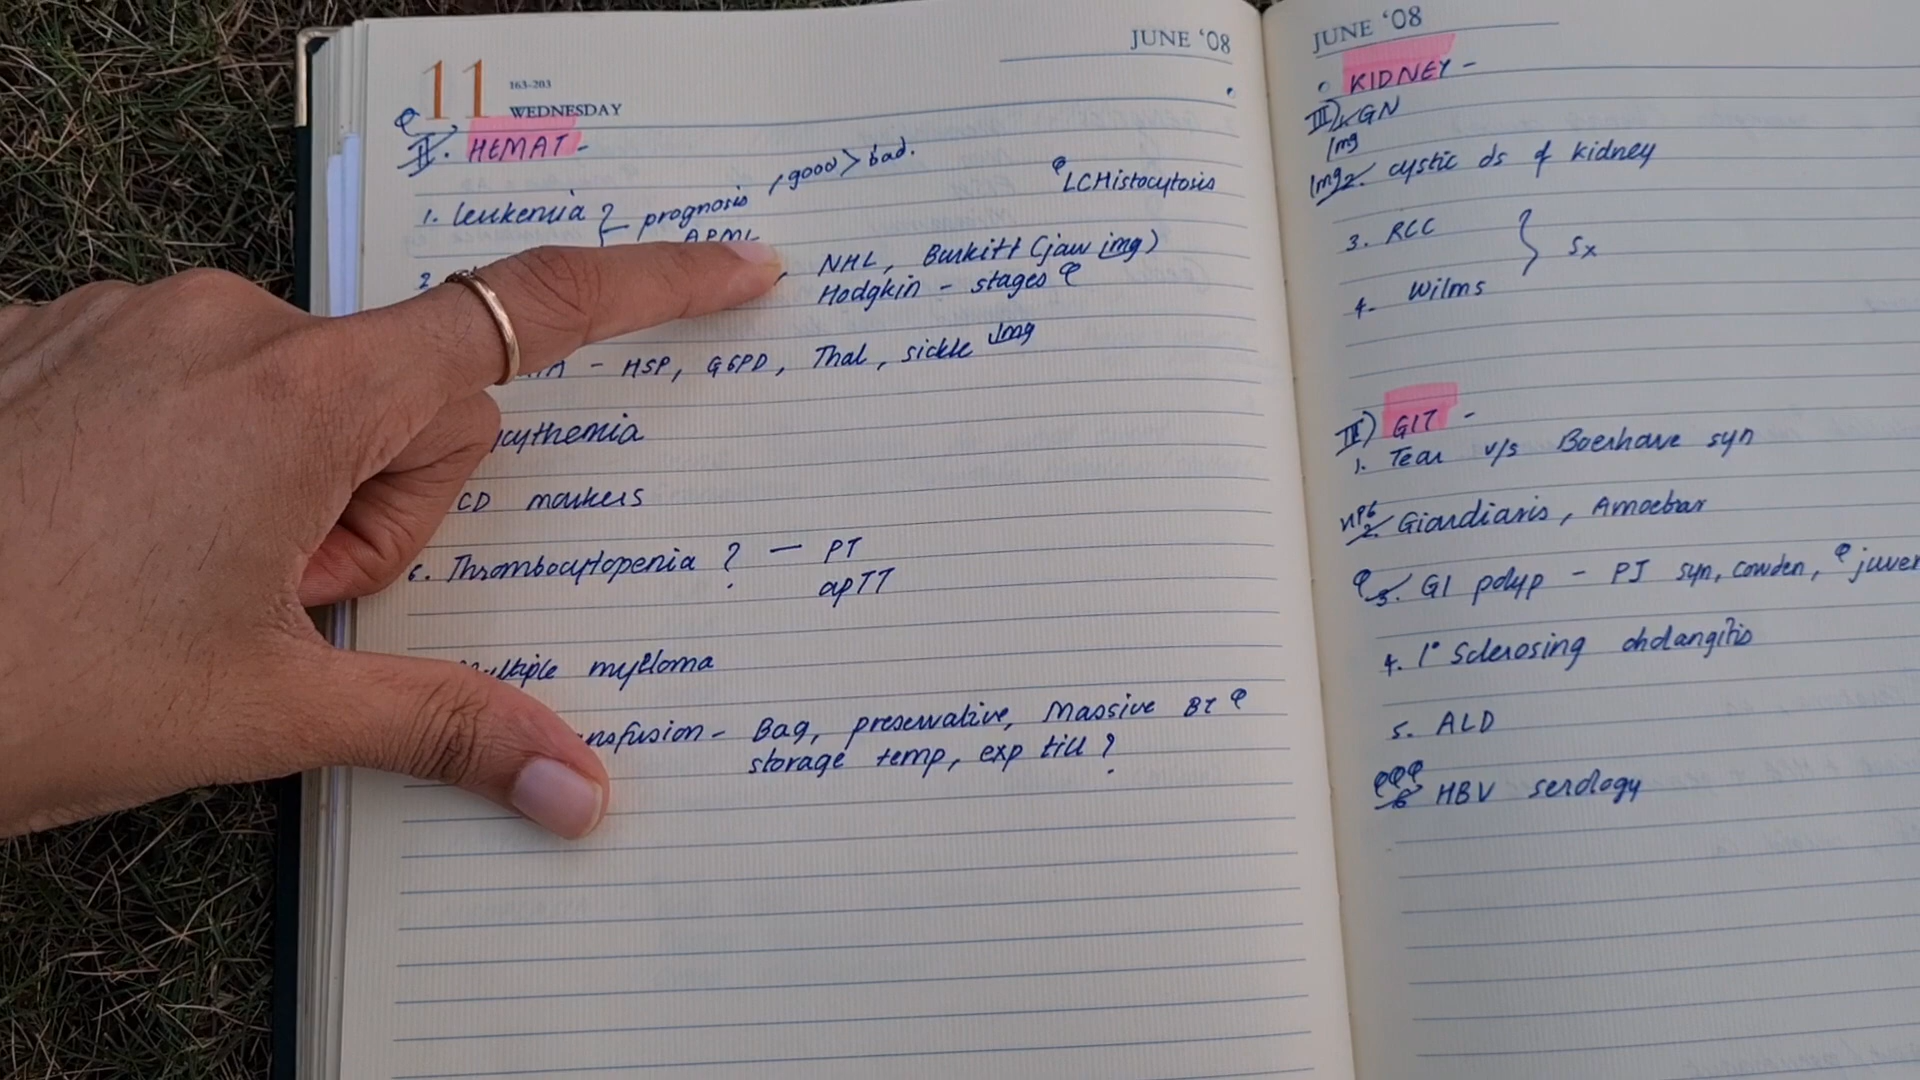 JUNE '08
11
163-203
WEDNESDAY
II. HEMAT -
1. leukemia ? prognosis , good > bad.
LCHistocytosis
APML
2
NHL, Burkitt (jaw img)
Hodgkin - stages
- HSP, G6PD, Thal, sickle Img
cythemia
CD markers
6. Thrombocytopenia ? - PT
apTT
ultiple myeloma
nsfusion - Bag, preservative, Massive BT
storage temp, exp till ?
JUNE '08
KIDNEY -
III) GN
Img
Img 2. cystic ds of kidney
3. RCC
Sx
4. Wilms
GIT -
1. Tear v/s Boerhave syn
2. Giardiasis, Amoebar
3. GI polyp - PJ syn, cowden, juven
4. 1° Sclerosing cholangitis
5. ALD
6 HBV serology